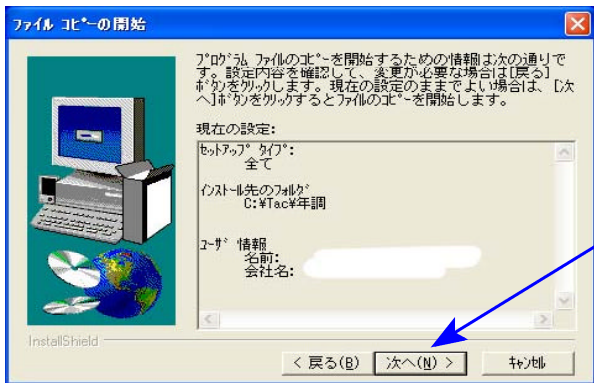 ファイル コピーの開始
プログラム ファイルのコピーを開始するための情報は次の通りで
す。設定内容を確認して、変更が必要な場合は[戻る]
ボタンをクリックします。現在の設定のままでよい場合は、[次
へ]ボタンをクリックするとファイルのコピーを開始します。
現在の設定:
セットアップ タイプ:
全て
インストール先のフォルダ
C:¥Tac¥年調
ユーザ情報
名前:
会社名:
InstallShield
< 戻る(B)
次へ(N) >
キャンセル